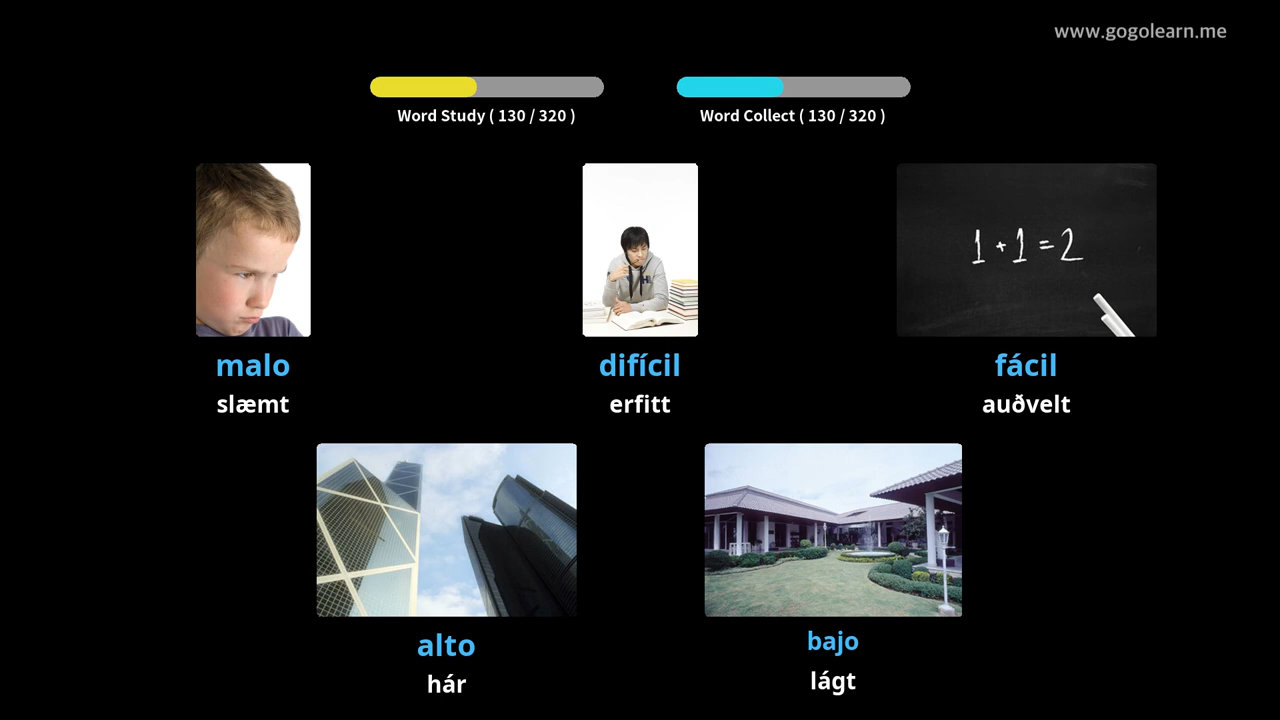 www.gogolearn.me
Word Study ( 130 / 320 )
Word Collect ( 130 / 320 )
1 + 1 = 2
malo
slæmt
difícil
erfitt
fácil
auðvelt
alto
hár
bajo
lágt